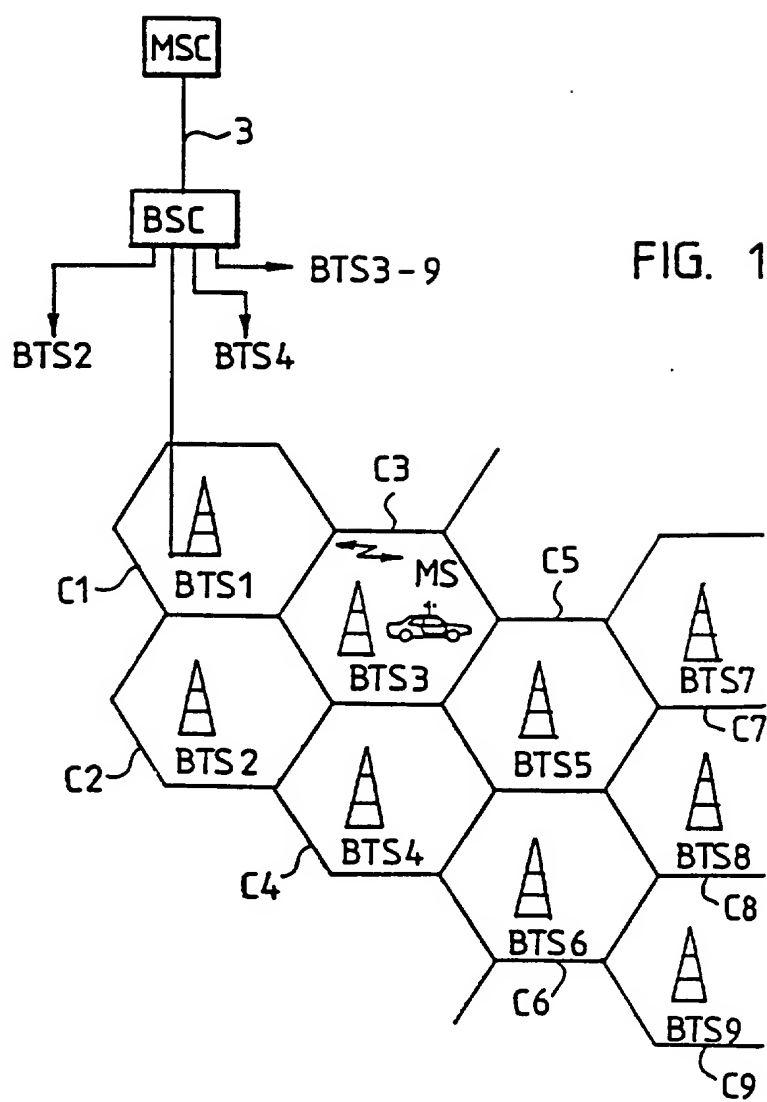 MSC
3
BSC
BTS3-9
FIG. 1
BTS2
BTS4
C3
MS
C5
C1
BTS1
BTS3
BTS7
C7
BTS2
C2
BTS5
BTS4
C4
BTS8
C8
BTS6
C6
BTS9
C9